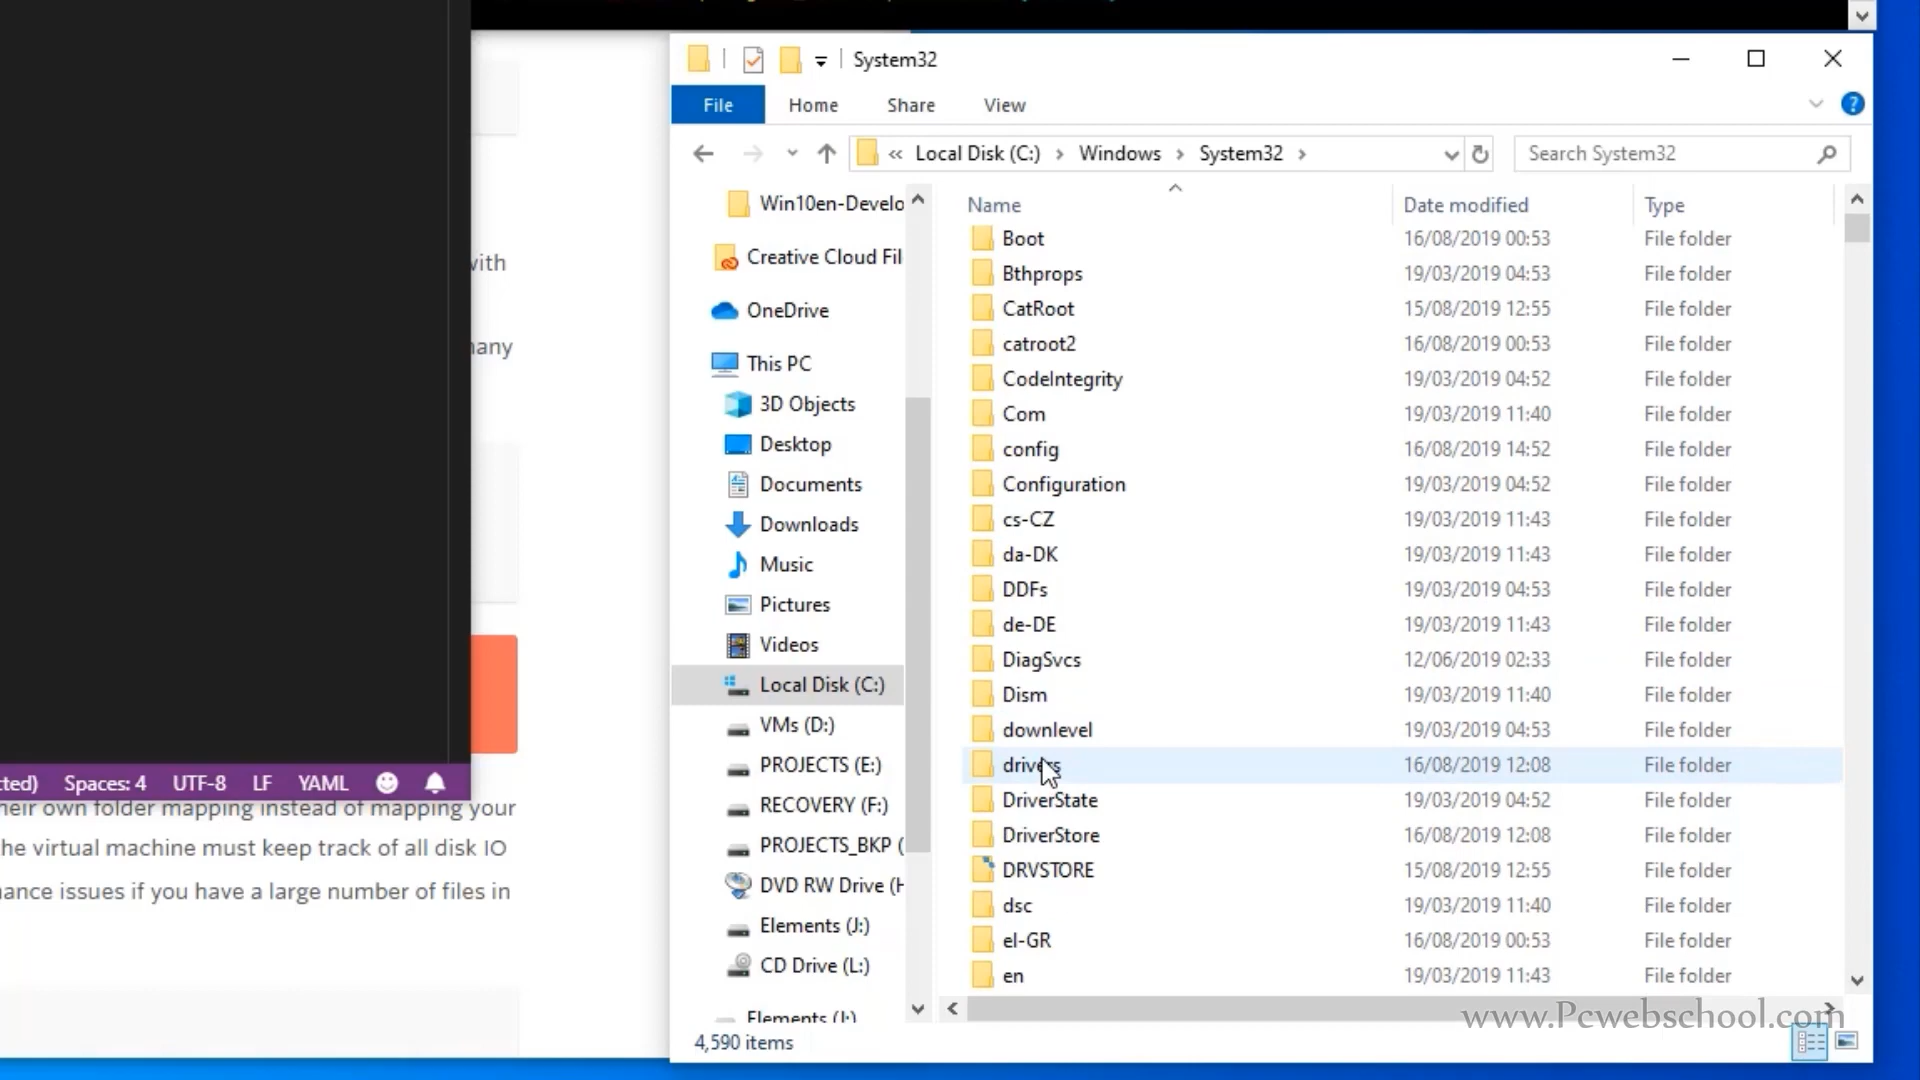 System32
File Home Share View
« Local Disk (C:) › Windows › System32 ›
Search System32
Name Date modified Type
Win10en-Develo
Creative Cloud Fil
OneDrive
This PC
3D Objects
Desktop
Documents
Downloads
Music
Pictures
Videos
Local Disk (C:)
VMs (D:)
PROJECTS (E:)
RECOVERY (F:)
PROJECTS_BKP (
DVD RW Drive (H
Elements (J:)
CD Drive (L:)
Elements (J:)
Boot 16/08/2019 00:53 File folder
Bthprops 19/03/2019 04:53 File folder
CatRoot 15/08/2019 12:55 File folder
catroot2 16/08/2019 00:53 File folder
CodeIntegrity 19/03/2019 04:52 File folder
Com 19/03/2019 11:40 File folder
config 16/08/2019 14:52 File folder
Configuration 19/03/2019 04:52 File folder
cs-CZ 19/03/2019 11:43 File folder
da-DK 19/03/2019 11:43 File folder
DDFs 19/03/2019 04:53 File folder
de-DE 19/03/2019 11:43 File folder
DiagSvcs 12/06/2019 02:33 File folder
Dism 19/03/2019 11:40 File folder
downlevel 19/03/2019 04:53 File folder
drivers 16/08/2019 12:08 File folder
DriverState 19/03/2019 04:52 File folder
DriverStore 16/08/2019 12:08 File folder
DRVSTORE 15/08/2019 12:55 File folder
dsc 19/03/2019 11:40 File folder
el-GR 16/08/2019 00:53 File folder
en 19/03/2019 11:43 File folder
4,590 items
with
many
cted) Spaces: 4 UTF-8 LF YAML
heir own folder mapping instead of mapping your
he virtual machine must keep track of all disk IO
nance issues if you have a large number of files in
www.Pcwebschool.com